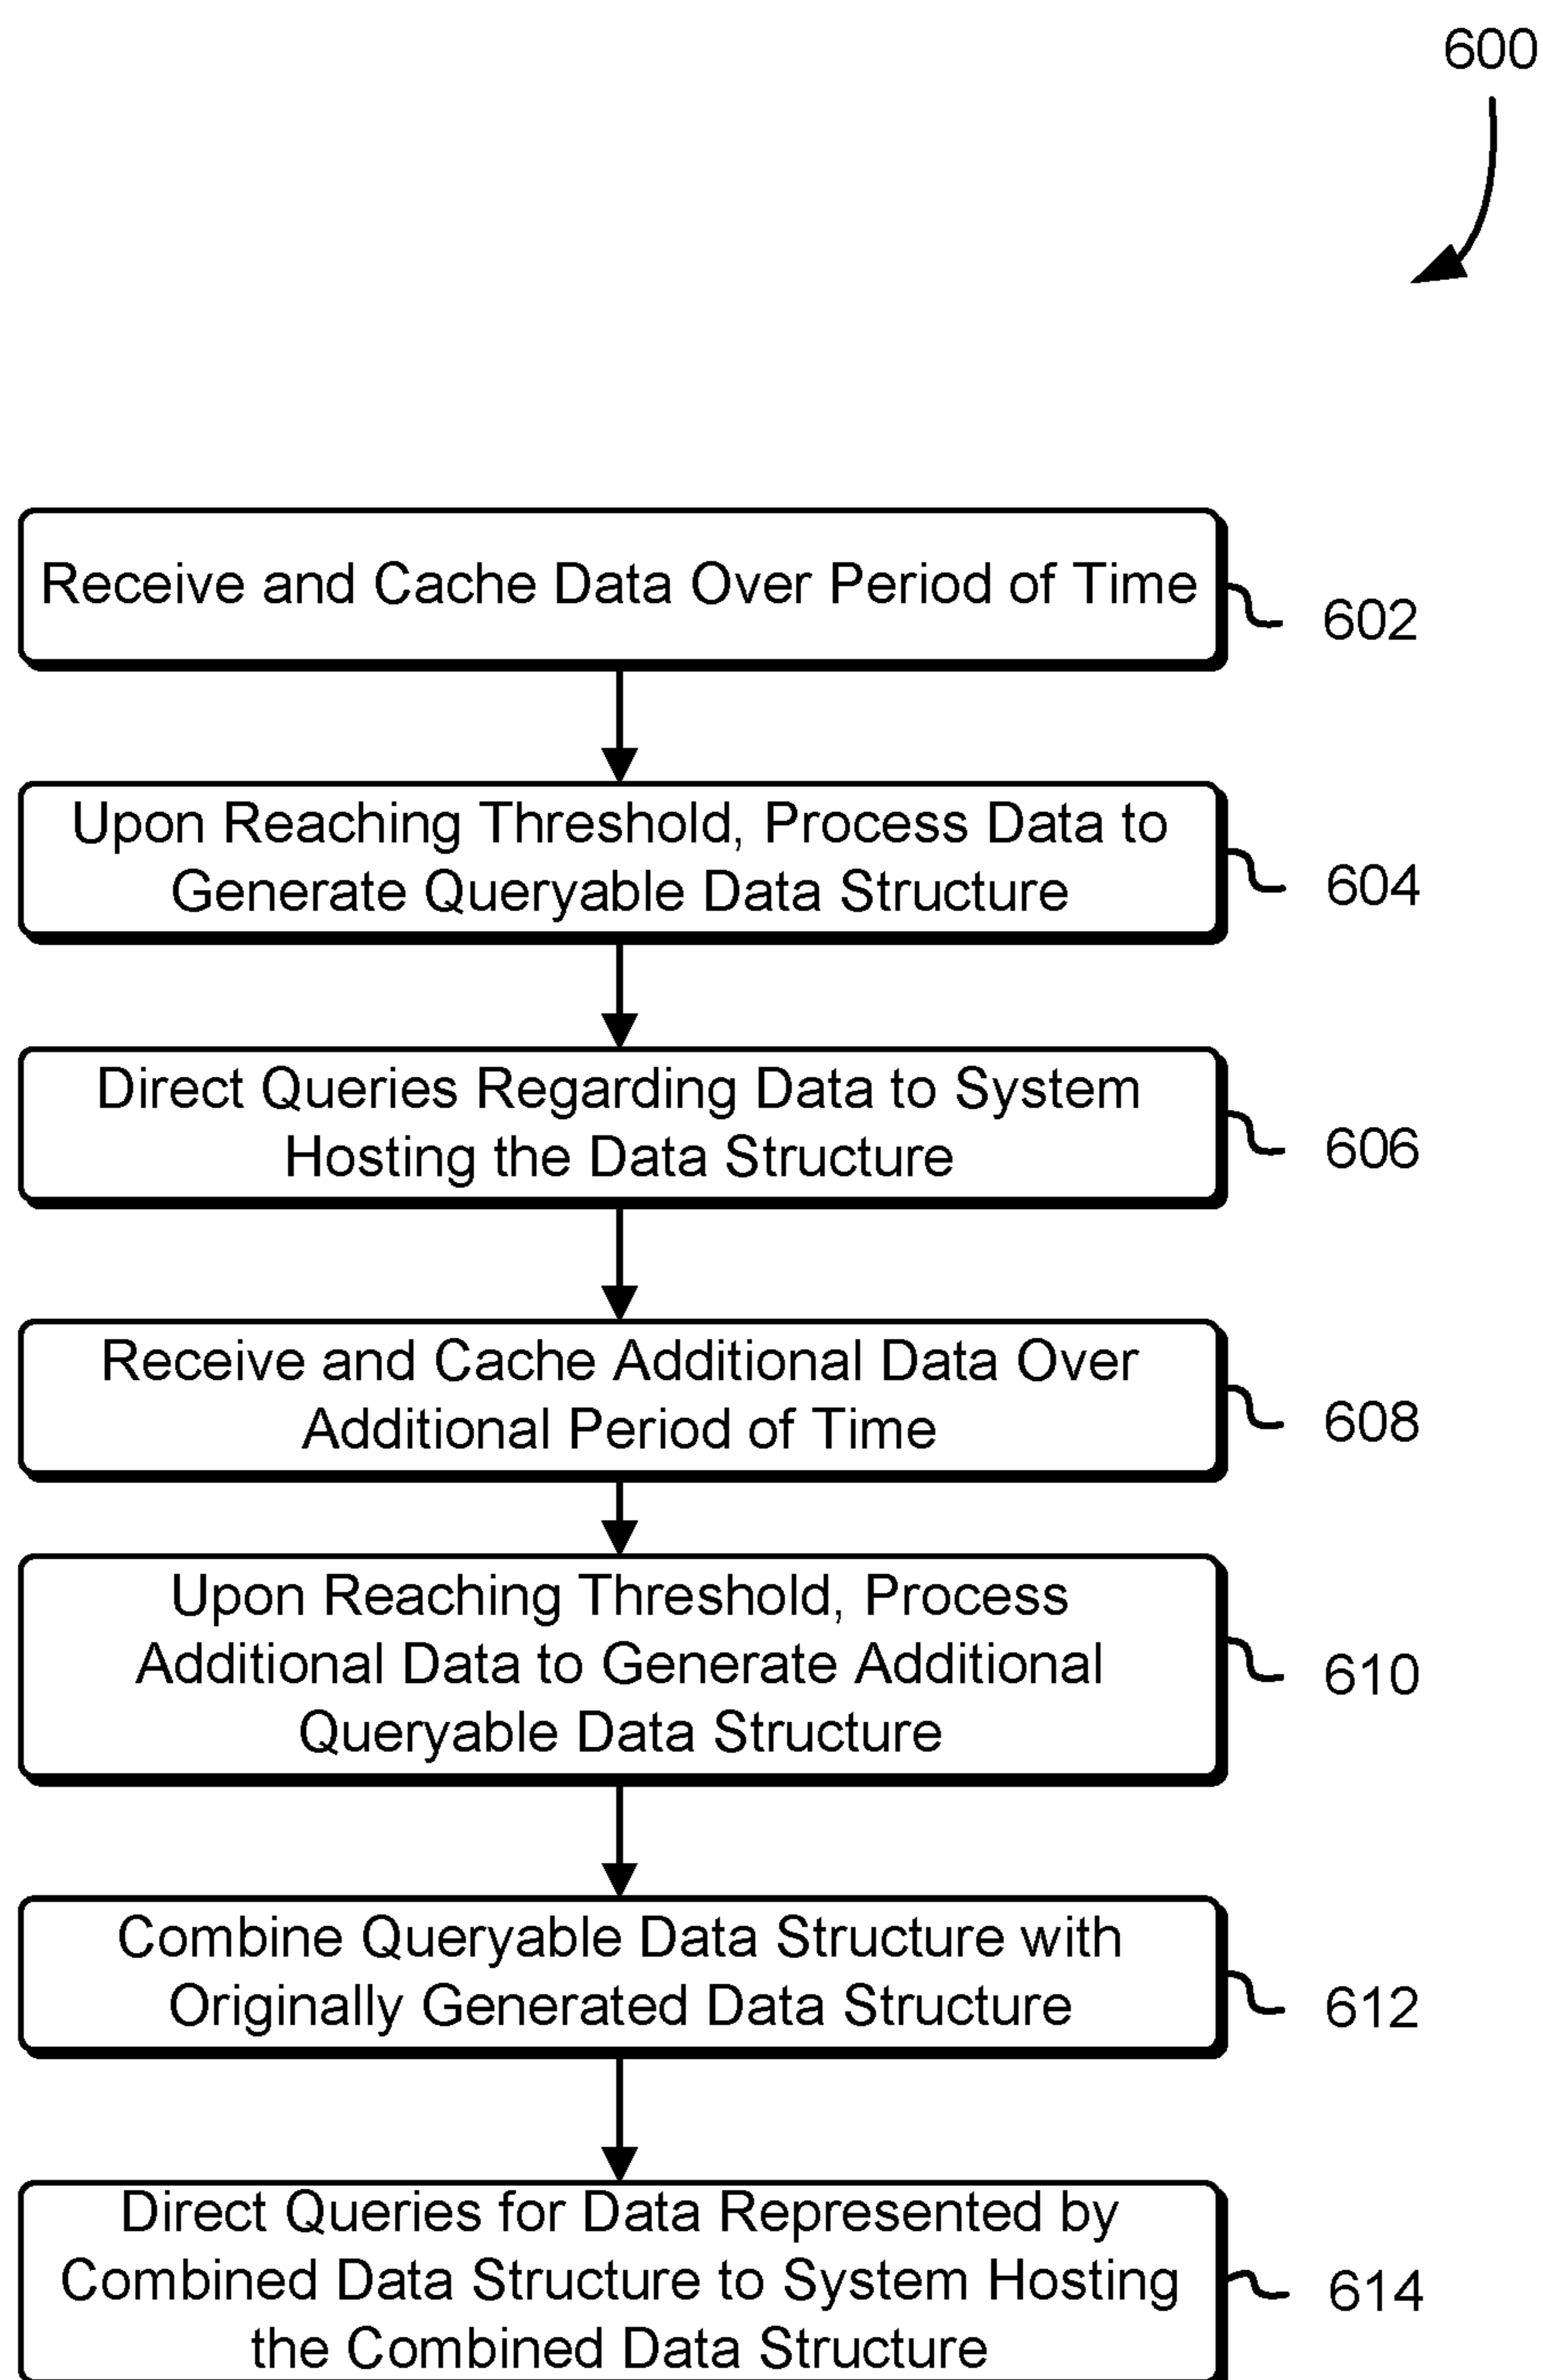 600
Receive and Cache Data Over Period of Time
602
Upon Reaching Threshold, Process Data to
Generate Queryable Data Structure
604
Direct Queries Regarding Data to System
Hosting the Data Structure
606
Receive and Cache Additional Data Over
Additional Period of Time
608
Upon Reaching Threshold, Process
Additional Data to Generate Additional
Queryable Data Structure
610
Combine Queryable Data Structure with
Originally Generated Data Structure
612
Direct Queries for Data Represented by
Combined Data Structure to System Hosting
the Combined Data Structure
614